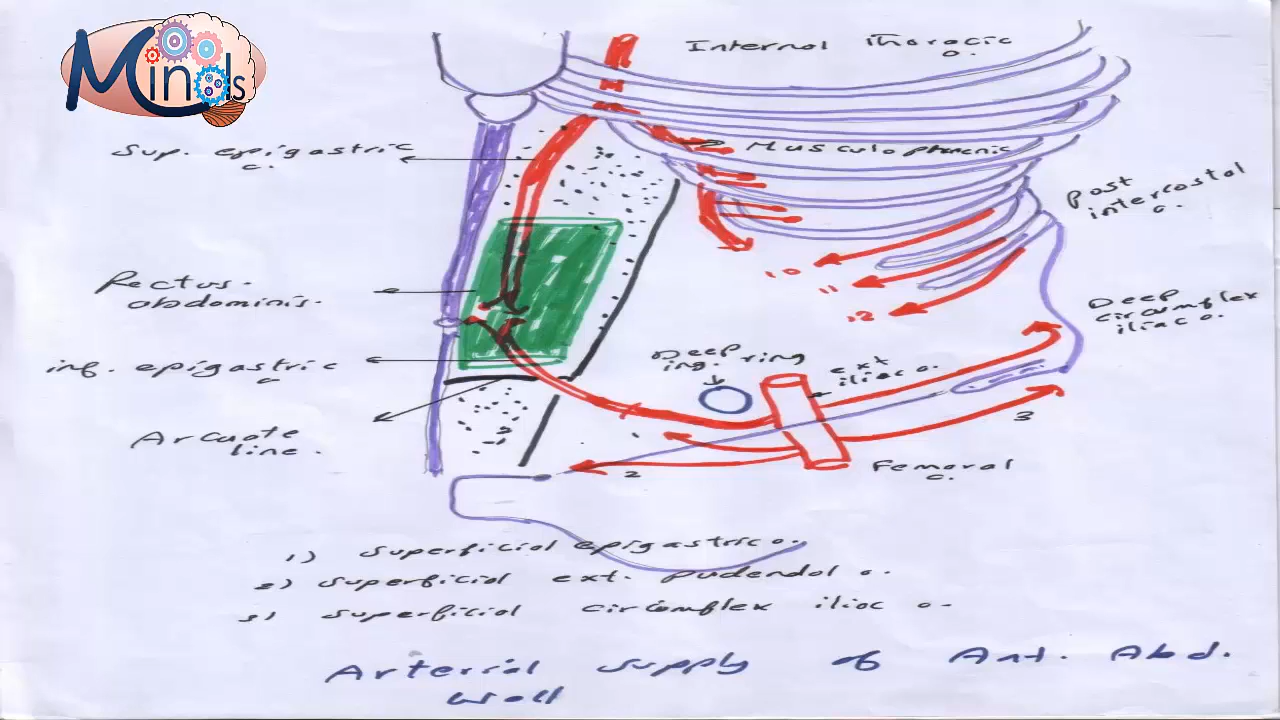 Minds
Internal Thoracic
a.
Sup. epigastric
a.
Musculophrenic
Post
intercostal
a.
Rectus.
abdominis.
10
11
12
Deep
circumflex
iliac a.
inf. epigastric
a
Deep ring
ing.
ext
iliac a.
Arcuate
line.
3
Femoral
a.
2
1) Superficial epigastric a.
2) Superficial ext. pudendal a.
3) Superficial circumflex iliac a.
Arterial supply of Ant. Abd.
wall